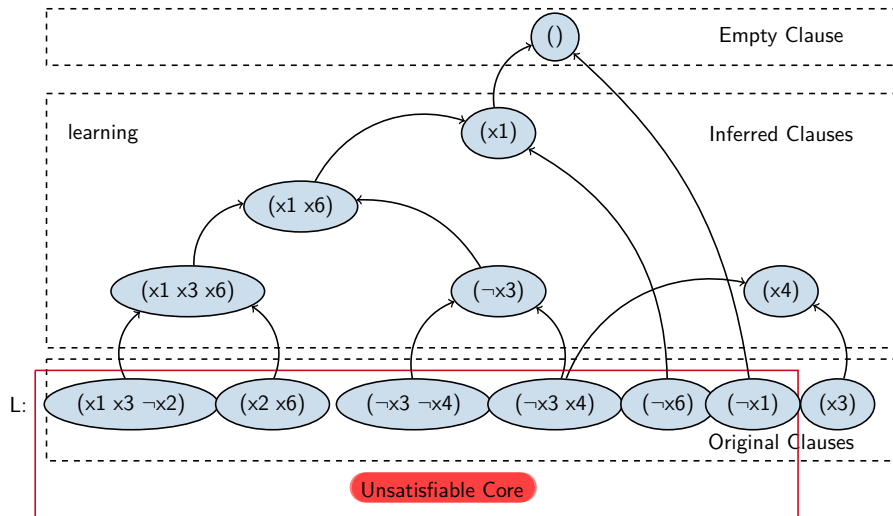 ()
Empty Clause
learning
(x1)
Inferred Clauses
(x1 x6)
(x1 x3 x6)
(¬x3)
(x4)
L:
(x1 x3 ¬x2)
(x2 x6)
(¬x3 ¬x4)
(¬x3 x4)
(¬x6)
(¬x1)
(x3)
Original Clauses
Unsatisfiable Core